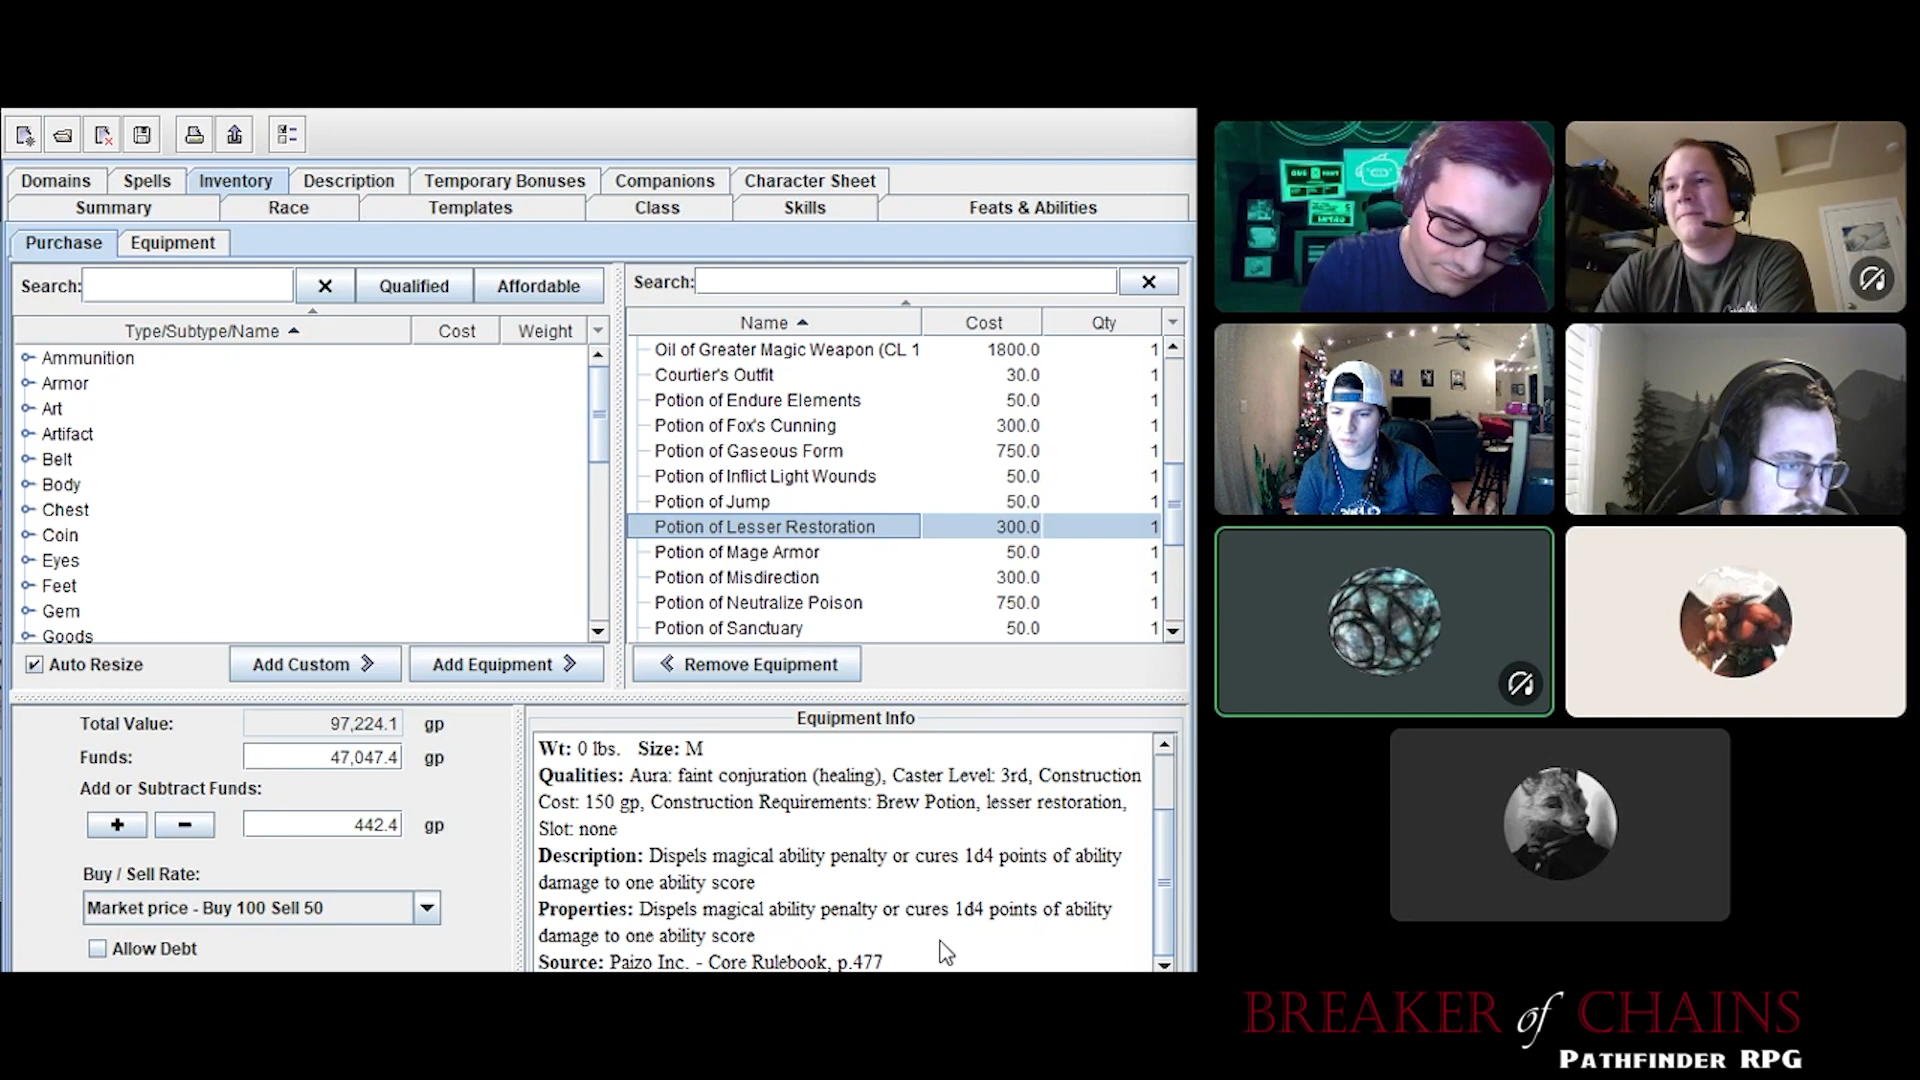 Domains Spells Inventory Description Temporary Bonuses Companions Character Sheet
Summary Race Templates Class Skills Feats & Abilities
Purchase Equipment
Search: Qualified Affordable
Type/Subtype/Name Cost Weight
Ammunition
Armor
Art
Artifact
Belt
Body
Chest
Coin
Eyes
Feet
Gem
Goods
Auto Resize Add Custom Add Equipment
Search:
Name Cost Qty
Oil of Greater Magic Weapon (CL 1 1800.0 1
Courtier's Outfit 30.0 1
Potion of Endure Elements 50.0 1
Potion of Fox's Cunning 300.0 1
Potion of Gaseous Form 750.0 1
Potion of Inflict Light Wounds 50.0 1
Potion of Jump 50.0 1
Potion of Lesser Restoration 300.0 1
Potion of Mage Armor 50.0 1
Potion of Misdirection 300.0 1
Potion of Neutralize Poison 750.0 1
Potion of Sanctuary 50.0 1
Remove Equipment
Total Value: 97,224.1 gp
Funds: 47,047.4 gp
Add or Subtract Funds:
442.4 gp
Buy / Sell Rate:
Market price - Buy 100 Sell 50
Allow Debt
Equipment Info
Wt: 0 lbs. Size: M
Qualities: Aura: faint conjuration (healing), Caster Level: 3rd, Construction
Cost: 150 gp, Construction Requirements: Brew Potion, lesser restoration,
Slot: none
Description: Dispels magical ability penalty or cures 1d4 points of ability
damage to one ability score
Properties: Dispels magical ability penalty or cures 1d4 points of ability
damage to one ability score
Source: Paizo Inc. - Core Rulebook, p.477
BREAKER of CHAINS
PATHFINDER RPG